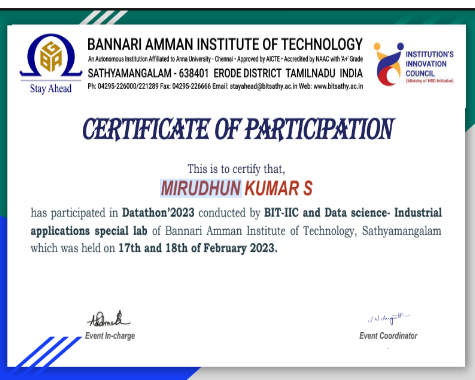 BANNARI AMMAN INSTITUTE OF TECHNOLOGY
An Autonomous Institution Affiliated to Anna University - Chennai • Approved by AICTE • Accredited by NAAC with 'A+' Grade
SATHYAMANGALAM - 638401 ERODE DISTRICT TAMILNADU INDIA
Ph: 04295-226000/221289 Fax: 04295-226666 Email: stayahead@bitsathy.ac.in Web: www.bitsathy.ac.in
Stay Ahead
INSTITUTION'S
INNOVATION
COUNCIL
(Ministry of HRD Initiative)
CERTIFICATE OF PARTICIPATION
This is to certify that,
MIRUDHUN KUMAR S
has participated in Datathon'2023 conducted by BIT-IIC and Data science- Industrial
applications special lab of Bannari Amman Institute of Technology, Sathyamangalam
which was held on 17th and 18th of February 2023.
Event In-charge
Event Coordinator